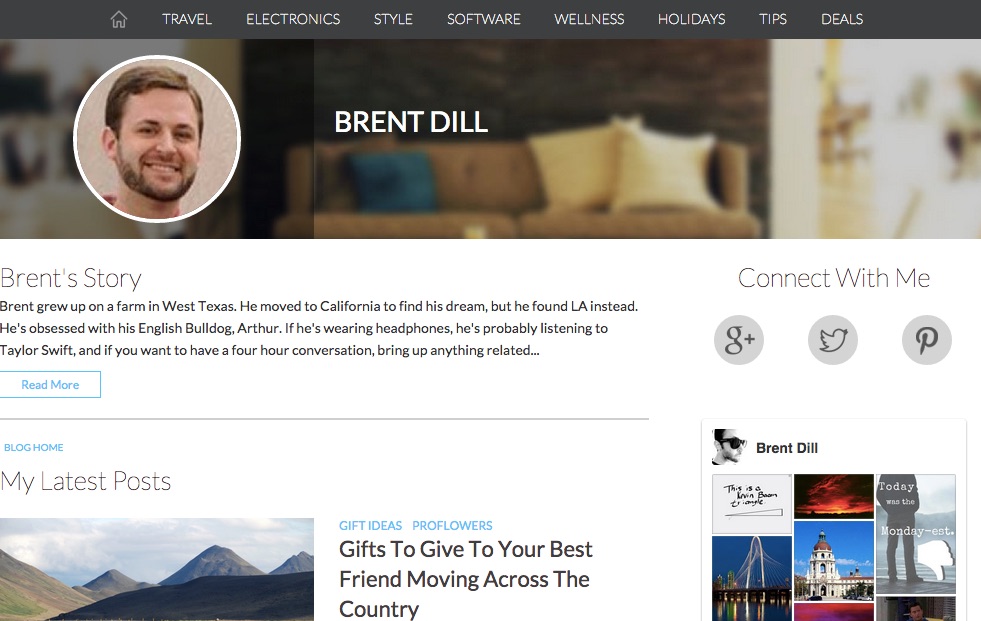 TRAVEL ELECTRONICS STYLE SOFTWARE WELLNESS HOLIDAYS TIPS DEALS
BRENT DILL
Brent's Story
Brent grew up on a farm in West Texas. He moved to California to find his dream, but he found LA instead.
He's obsessed with his English Bulldog, Arthur. If he's wearing headphones, he's probably listening to
Taylor Swift, and if you want to have a four hour conversation, bring up anything related...
Read More
BLOG HOME
My Latest Posts
GIFT IDEAS PROFLOWERS
Gifts To Give To Your Best
Friend Moving Across The
Country
Connect With Me
g+
Brent Dill
This is a
Kevin Bacon
triangle.
Today
was the
Monday-est.